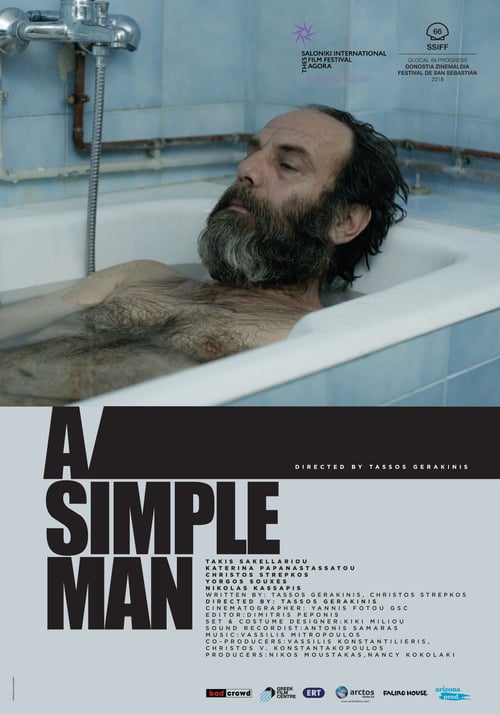 THES
SALONIKI INTERNATIONAL
FILM FESTIVAL
AGORA
66
SSIFF
GLOCAL IN PROGRESS
DONOSTIA ZINEMALDIA
FESTIVAL DE SAN SEBASTIÁN
2018
A
SIMPLE
MAN
DIRECTED BY TASSOS GERAKINIS
TAKIS SAKELLARIOU
KATERINA PAPANASTASSATOU
CHRISTOS STREPKOS
YORGOS SOUXES
NIKOLAS KASSAPIS
WRITTEN BY: TASSOS GERAKINIS, CHRISTOS STREPKOS
DIRECTED BY: TASSOS GERAKINIS
CINEMATOGRAPHER: YANNIS FOTOU GSC
EDITOR:DIMITRIS PEPONIS
SET & COSTUME DESIGNER:KIKI MILIOU
SOUND RECORDIST:ANTONIS SAMARAS
MUSIC:VASSILIS MITROPOULOS
CO-PRODUCERS:VASSILIS KONSTANTILIERIS,
CHRISTOS V. KONSTANTAKOPOULOS
PRODUCERS:NIKOS MOUSTAKAS,NANCY KOKOLAKI
badcrowd
GREEK
FILM
CENTRE
ERT
arctos
FALIRO HOUSE
arizona
prod.